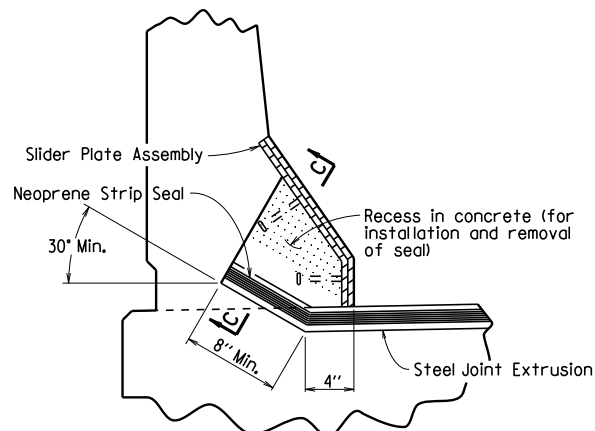 Slider Plate Assembly
C
Neoprene Strip Seal
Recess in concrete (for
installation and removal
of seal)
30° Min.
C
8'' Min.
4''
Steel Joint Extrusion